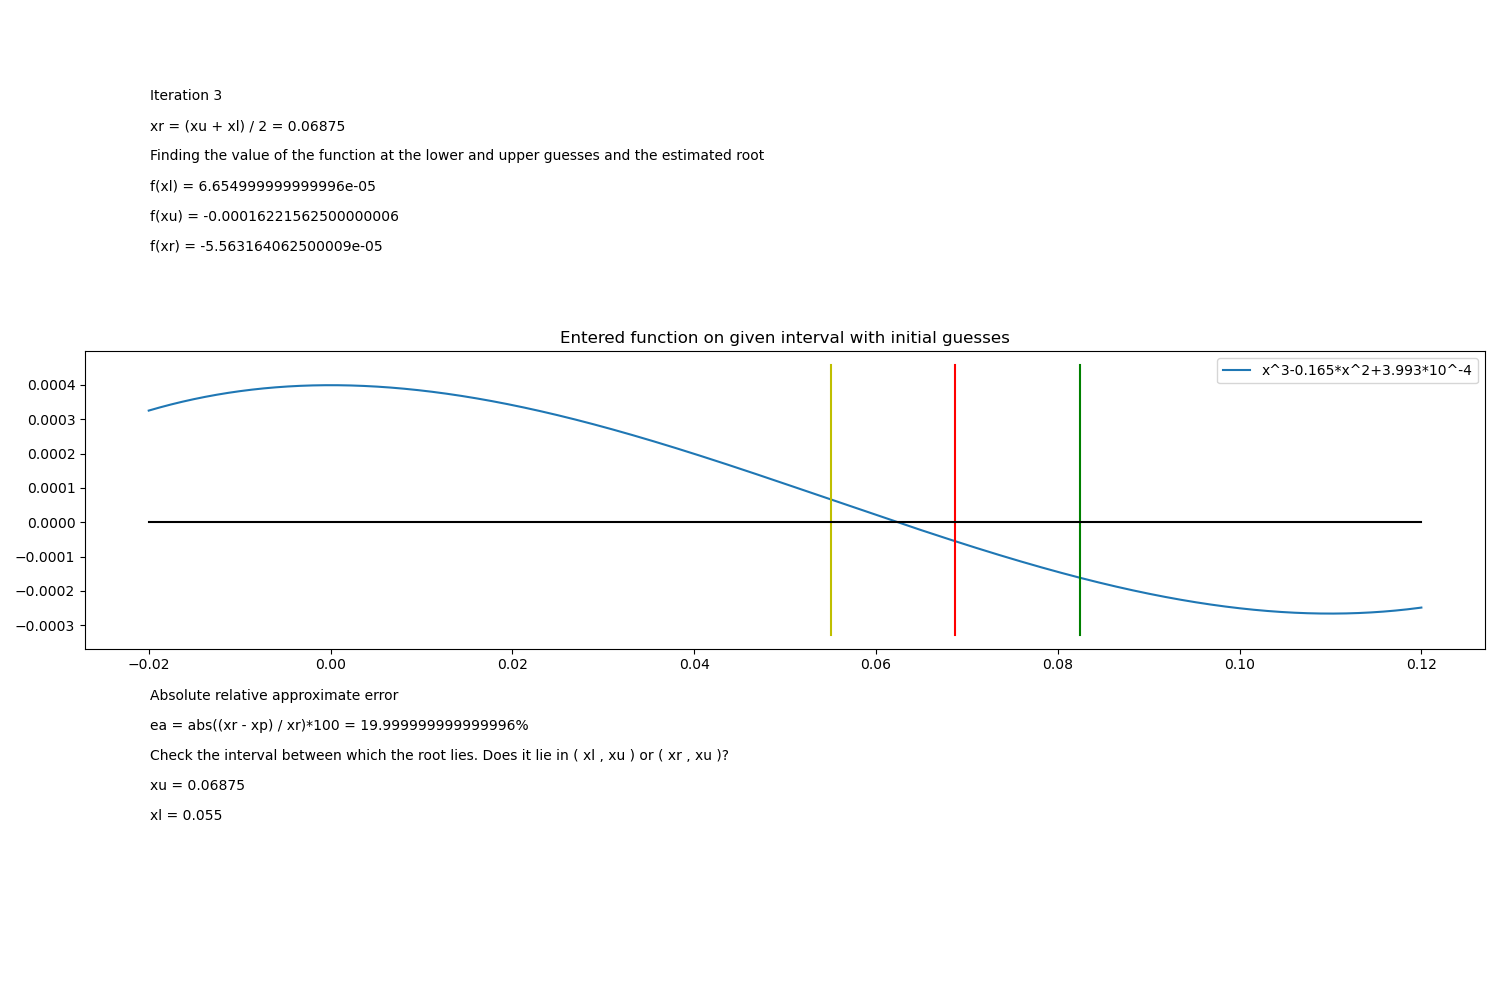 Iteration 3
xr = (xu + xl) / 2 = 0.06875
Finding the value of the function at the lower and upper guesses and the estimated root
f(xl) = 6.654999999999996e-05
f(xu) = -0.00016221562500000006
f(xr) = -5.563164062500009e-05
Entered function on given interval with initial guesses
x^3-0.165*x^2+3.993*10^-4
0.0004
0.0003
0.0002
0.0001
0.0000
−0.0001
−0.0002
−0.0003
−0.02 0.00 0.02 0.04 0.06 0.08 0.10 0.12
Absolute relative approximate error
ea = abs((xr - xp) / xr)*100 = 19.999999999999996%
Check the interval between which the root lies. Does it lie in ( xl , xu ) or ( xr , xu )?
xu = 0.06875
xl = 0.055